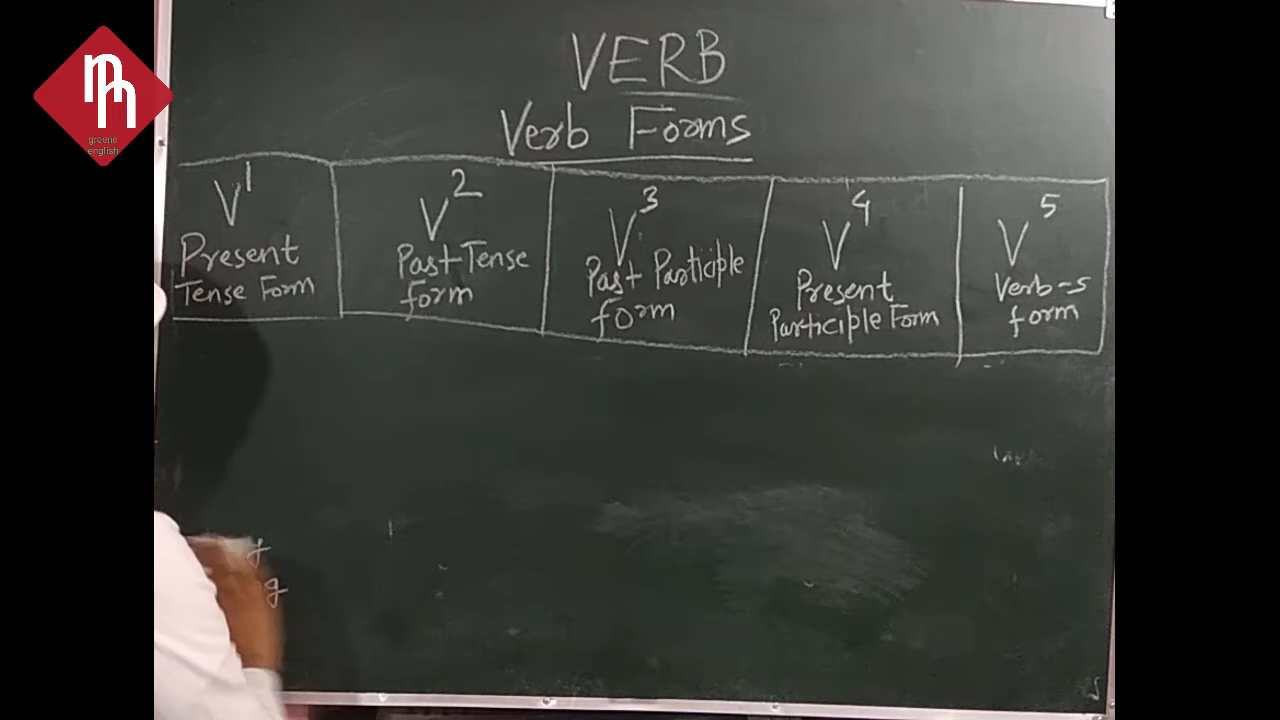 greene
english
VERB
Verb Forms
V1
Present
Tense Form
V2
Past Tense
form
V3
Past Participle
form
V4
Present
Participle Form
V5
Verb-s
form
y
g